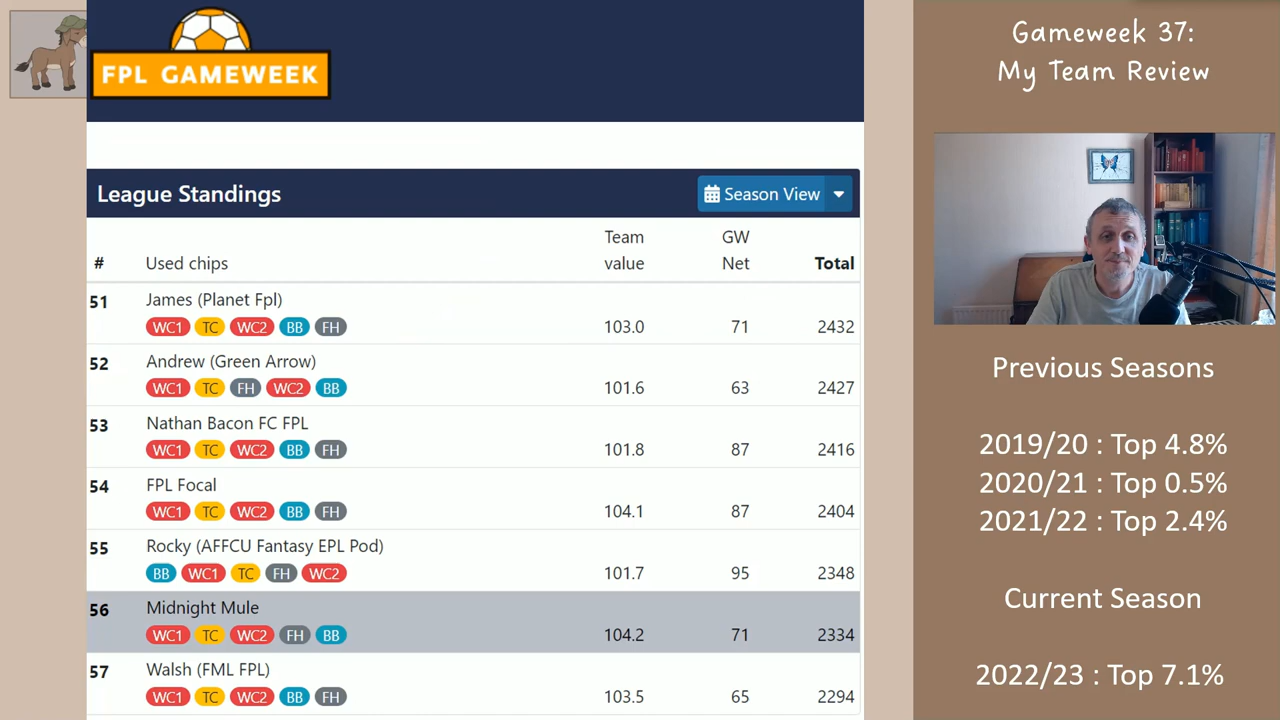 FPL GAMEWEEK
League Standings
Season View
# Used chips Team value GW Net Total
51 James (Planet Fpl)
WC1 TC WC2 BB FH 103.0 71 2432
52 Andrew (Green Arrow)
WC1 TC FH WC2 BB 101.6 63 2427
53 Nathan Bacon FC FPL
WC1 TC WC2 BB FH 101.8 87 2416
54 FPL Focal
WC1 TC WC2 BB FH 104.1 87 2404
55 Rocky (AFFCU Fantasy EPL Pod)
BB WC1 TC FH WC2 101.7 95 2348
56 Midnight Mule
WC1 TC WC2 FH BB 104.2 71 2334
57 Walsh (FML FPL)
WC1 TC WC2 BB FH 103.5 65 2294
Gameweek 37:
My Team Review
Previous Seasons
2019/20 : Top 4.8%
2020/21 : Top 0.5%
2021/22 : Top 2.4%
Current Season
2022/23 : Top 7.1%